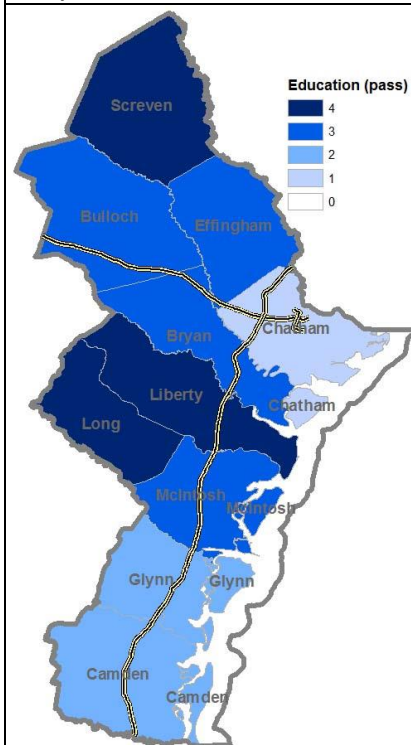 Education (pass)
4
3
2
1
0
Screven
Bulloch
Effingham
Chatham
Bryan
Liberty
Chatham
Long
McIntosh
McIntosh
Glynn
Glynn
Camden
Camden